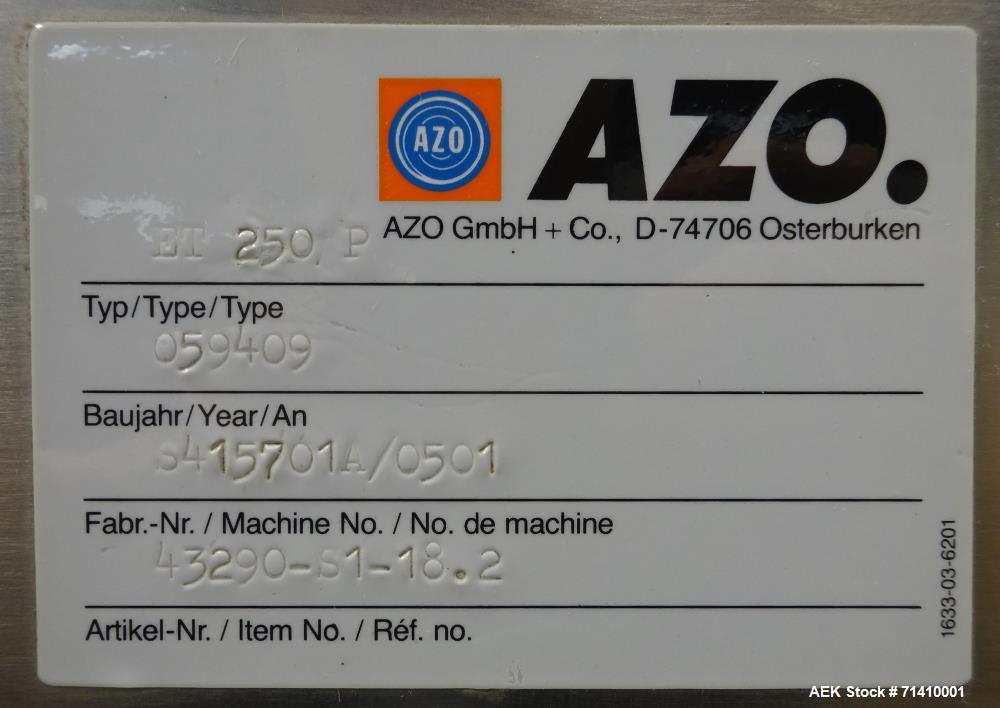 AZO
AZO.
AZO GmbH + Co., D-74706 Osterburken
ET 250 P
Typ/Type/Type
059409
Baujahr/Year/An
S415701A/0501
Fabr.-Nr. / Machine No. / No. de machine
43290-S1-18.2
Artikel-Nr. / Item No. / Réf. no.
1633-03-6201
AEK Stock # 71410001